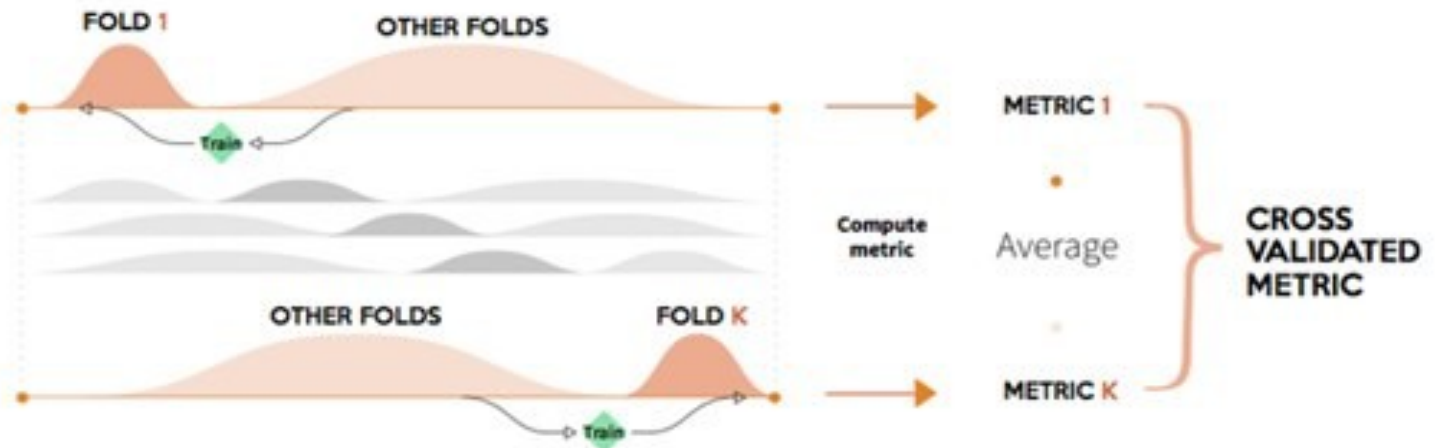 FOLD 1
OTHER FOLDS
Train
METRIC 1
Compute
metric
Average
CROSS
VALIDATED
METRIC
OTHER FOLDS
FOLD K
Train
METRIC K